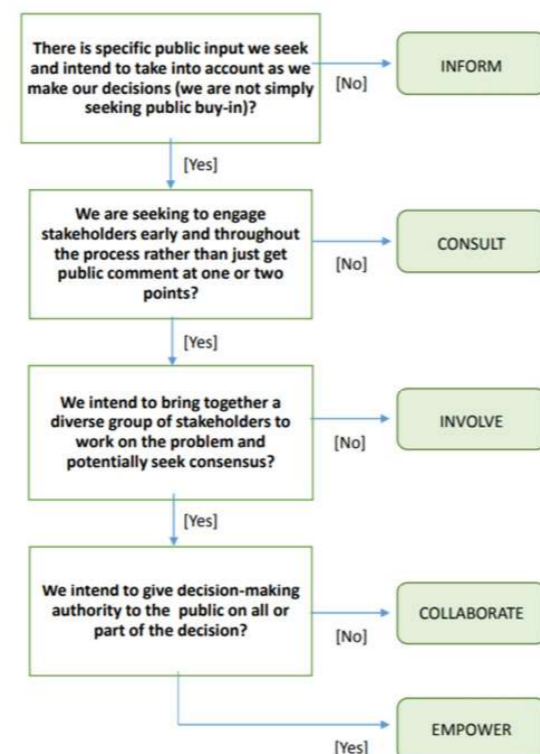 There is specific public input we seek
and intend to take into account as we
make our decisions (we are not simply
seeking public buy-in)?
[No]
INFORM
[Yes]
We are seeking to engage
stakeholders early and throughout
the process rather than just get
public comment at one or two
points?
[No]
CONSULT
[Yes]
We intend to bring together a
diverse group of stakeholders to
work on the problem and
potentially seek consensus?
[No]
INVOLVE
[Yes]
We intend to give decision-making
authority to the public on all or
part of the decision?
[No]
COLLABORATE
[Yes]
EMPOWER